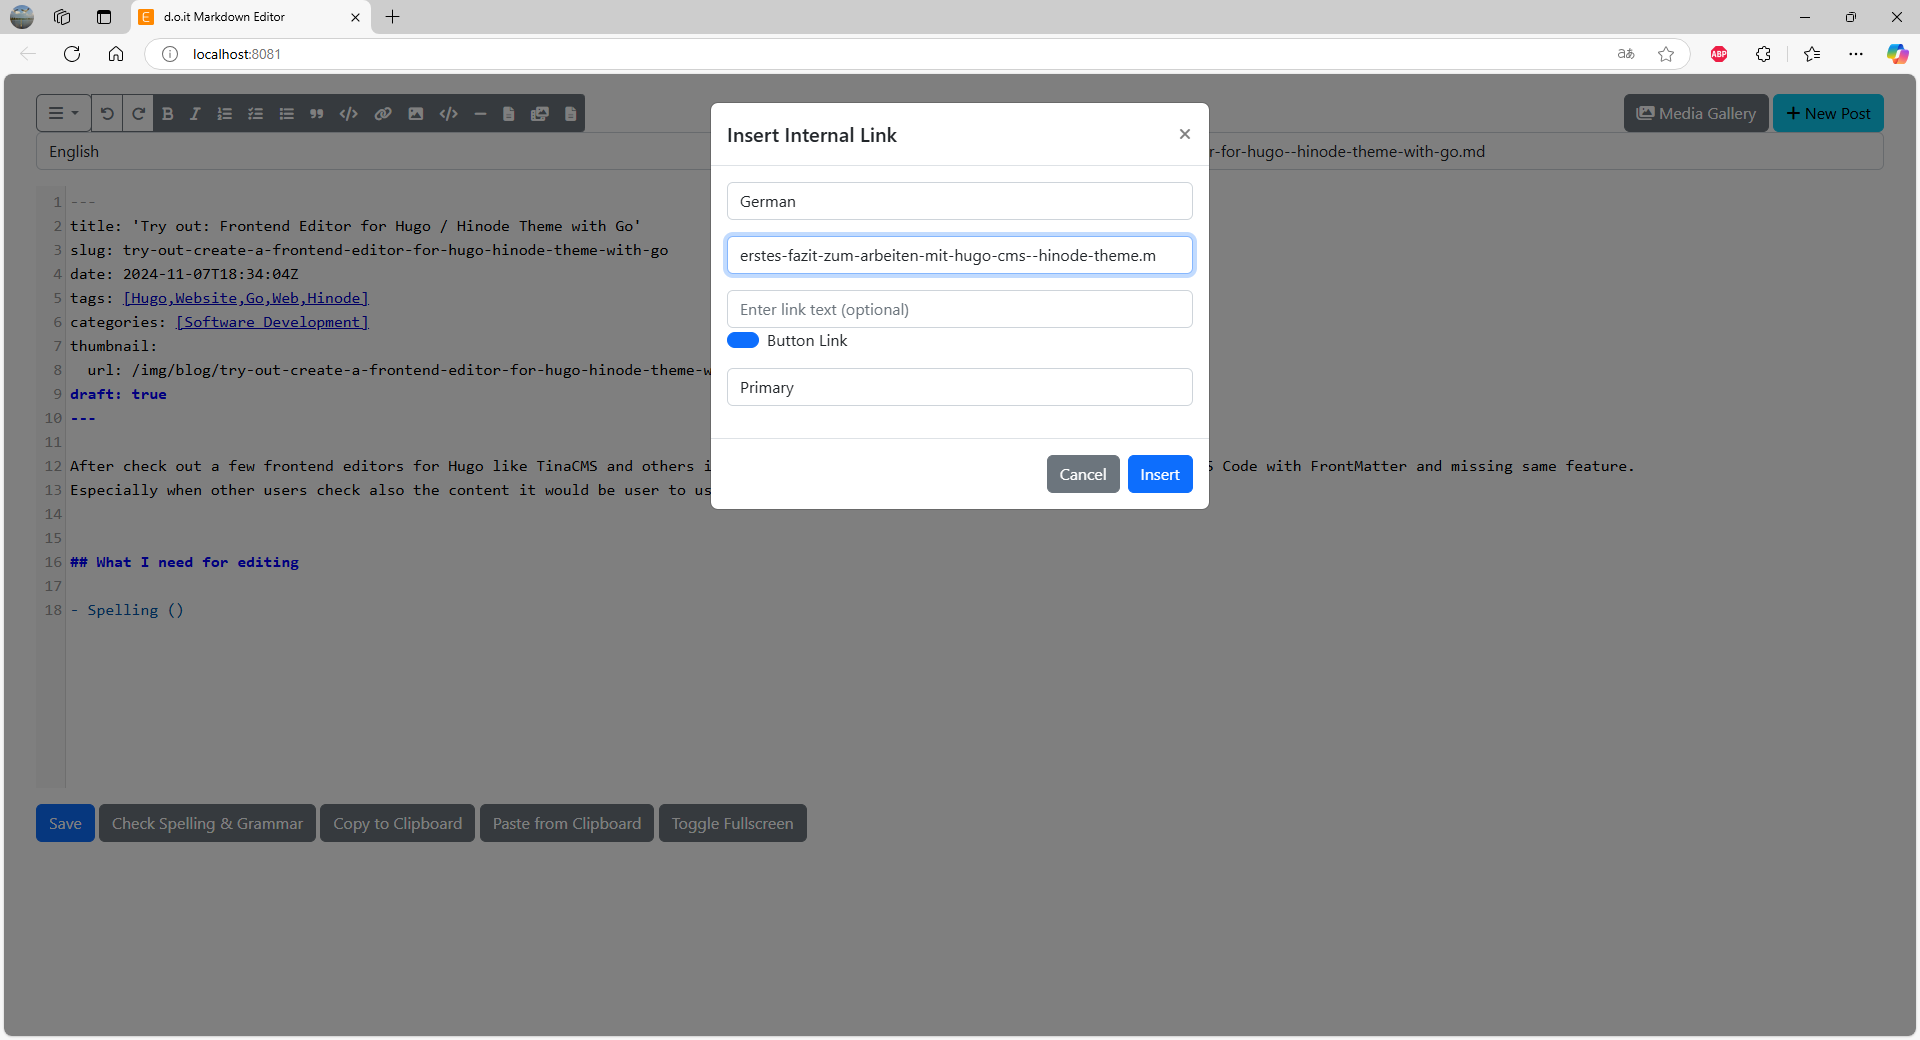 d.o.it Markdown Editor
localhost:8081
aあ
ABP
Media Gallery
New Post
English
r-for-hugo--hinode-theme-with-go.md
Insert Internal Link
German
erstes-fazit-zum-arbeiten-mit-hugo-cms--hinode-theme.m
Enter link text (optional)
Button Link
Primary
Cancel
Insert
1 ---
2 title: 'Try out: Frontend Editor for Hugo / Hinode Theme with Go'
3 slug: try-out-create-a-frontend-editor-for-hugo-hinode-theme-with-go
4 date: 2024-11-07T18:34:04Z
5 tags: [Hugo,Website,Go,Web,Hinode]
6 categories: [Software Development]
7 thumbnail:
8 url: /img/blog/try-out-create-a-frontend-editor-for-hugo-hinode-theme-w
9 draft: true
10 ---
11
12 After check out a few frontend editors for Hugo like TinaCMS and others i Code with FrontMatter and missing same feature.
13 Especially when other users check also the content it would be user to us
14
15
16 ## What I need for editing
17
18 - Spelling ()
Save
Check Spelling & Grammar
Copy to Clipboard
Paste from Clipboard
Toggle Fullscreen